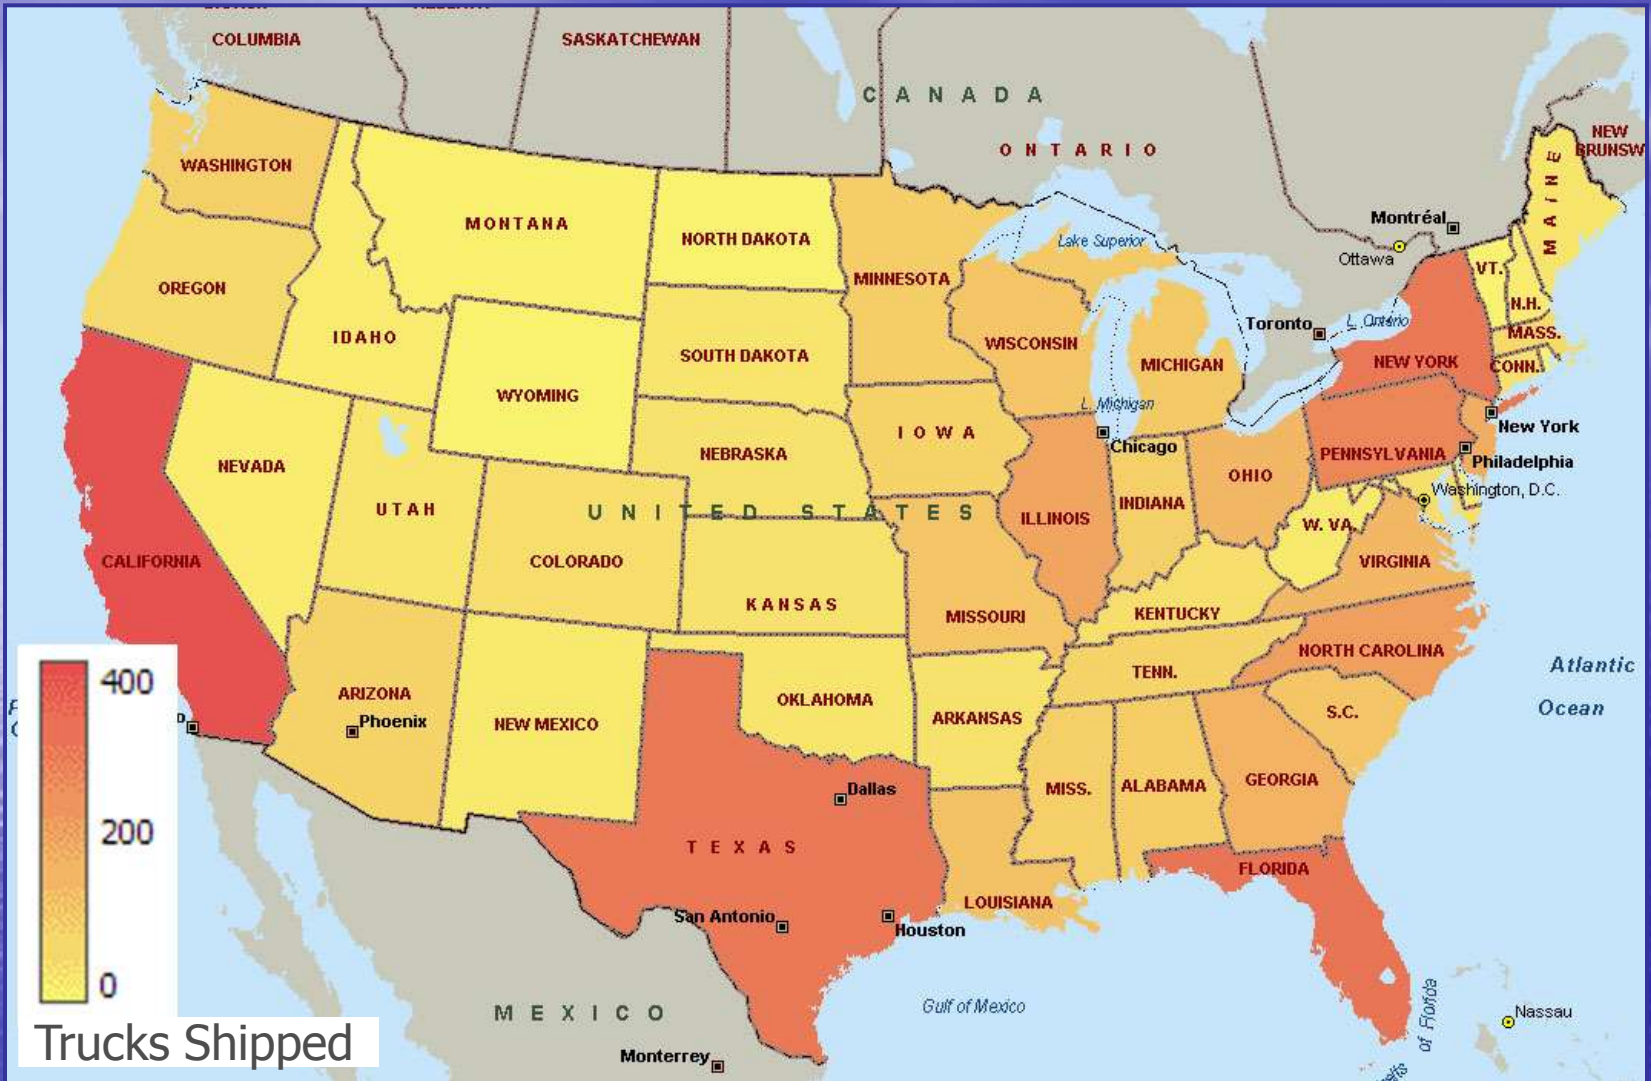 COLUMBIA
SASKATCHEWAN
CANADA
ONTARIO
NEW
BRUNSW
MAINE
WASHINGTON
MONTANA
NORTH DAKOTA
MINNESOTA
Lake Superior
Montréal
Ottawa
VT.
N.H.
MASS.
CONN.
OREGON
IDAHO
SOUTH DAKOTA
WISCONSIN
MICHIGAN
Toronto
L. Ontario
NEW YORK
WYOMING
L. Michigan
IOWA
Chicago
New York
PENNSYLVANIA
Philadelphia
NEVADA
NEBRASKA
OHIO
Washington, D.C.
UTAH
UNITED STATES
ILLINOIS
INDIANA
W. VA.
CALIFORNIA
COLORADO
VIRGINIA
KANSAS
MISSOURI
KENTUCKY
NORTH CAROLINA
Atlantic
Ocean
TENN.
ARIZONA
Phoenix
NEW MEXICO
OKLAHOMA
ARKANSAS
S.C.
MISS.
ALABAMA
GEORGIA
Dallas
TEXAS
FLORIDA
San Antonio
Houston
LOUISIANA
Gulf of Mexico
of Florida
Nassau
MEXICO
Monterrey
400
200
0
Trucks Shipped